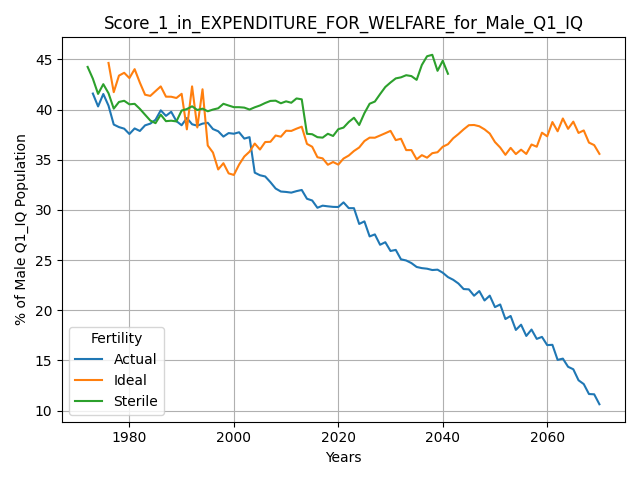 Score_1_in_EXPENDITURE_FOR_WELFARE_for_Male_Q1_IQ
% of Male Q1_IQ Population
45
40
35
30
25
20
15
10
Fertility
Actual
Ideal
Sterile
1980 2000 2020 2040 2060
Years